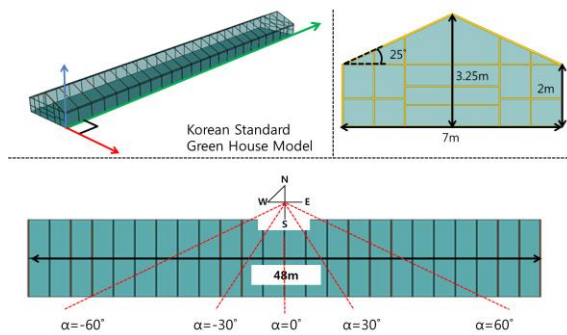 Korean Standard
Green House Model
25°
3.25m
2m
7m
N
W E
S
48m
α=-60° α=-30° α=0° α=30° α=60°